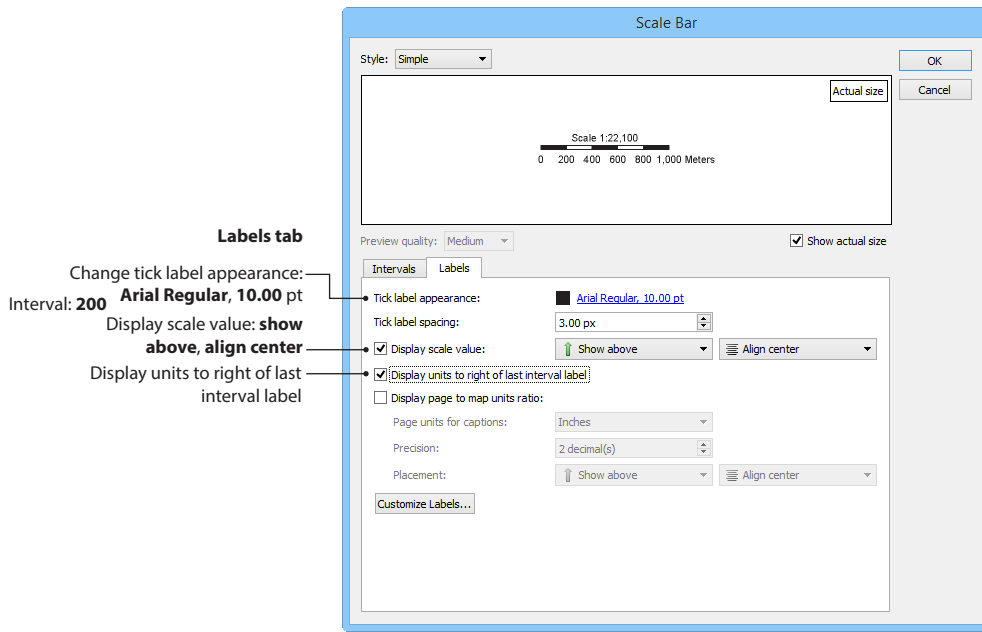 Scale Bar
Style: Simple
OK
Cancel
Actual size
Scale 1:22,100
0 200 400 600 800 1,000 Meters
Preview quality: Medium
Show actual size
Labels tab
Change tick label appearance:
Arial Regular, 10.00 pt
Interval: 200
Display scale value: show
above, align center
Display units to right of last
interval label
Intervals Labels
Tick label appearance: Arial Regular, 10.00 pt
Tick label spacing: 3.00 px
Display scale value: Show above Align center
Display units to right of last interval label
Display page to map units ratio:
Page units for captions: Inches
Precision: 2 decimal(s)
Placement: Show above Align center
Customize Labels...